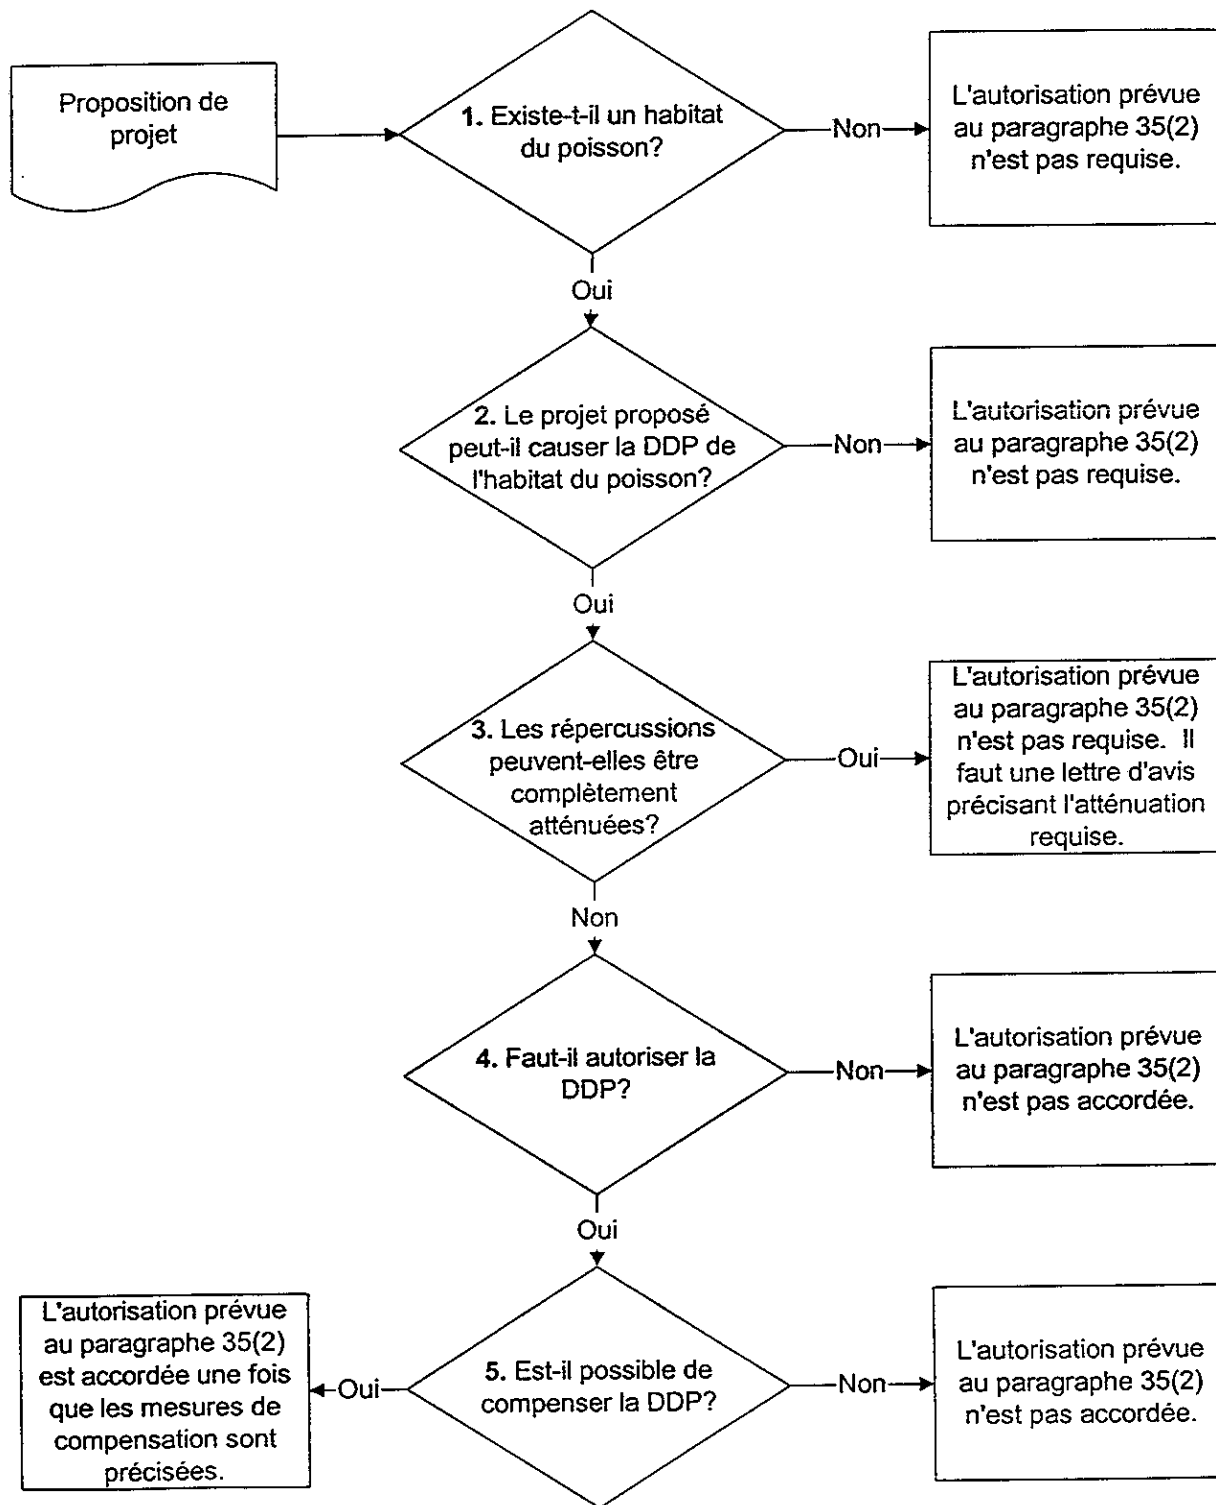 Proposition de
projet
1. Existe-t-il un habitat
du poisson?
Non
L'autorisation prévue
au paragraphe 35(2)
n'est pas requise.
Oui
2. Le projet proposé
peut-il causer la DDP de
l'habitat du poisson?
Non
L'autorisation prévue
au paragraphe 35(2)
n'est pas requise.
Oui
3. Les répercussions
peuvent-elles être
complètement
atténuées?
Oui
L'autorisation prévue
au paragraphe 35(2)
n'est pas requise. Il
faut une lettre d'avis
précisant l'atténuation
requise.
Non
4. Faut-il autoriser la
DDP?
Non
L'autorisation prévue
au paragraphe 35(2)
n'est pas accordée.
Oui
5. Est-il possible de
compenser la DDP?
Oui
L'autorisation prévue
au paragraphe 35(2)
est accordée une fois
que les mesures de
compensation sont
précisées.
Non
L'autorisation prévue
au paragraphe 35(2)
n'est pas accordée.